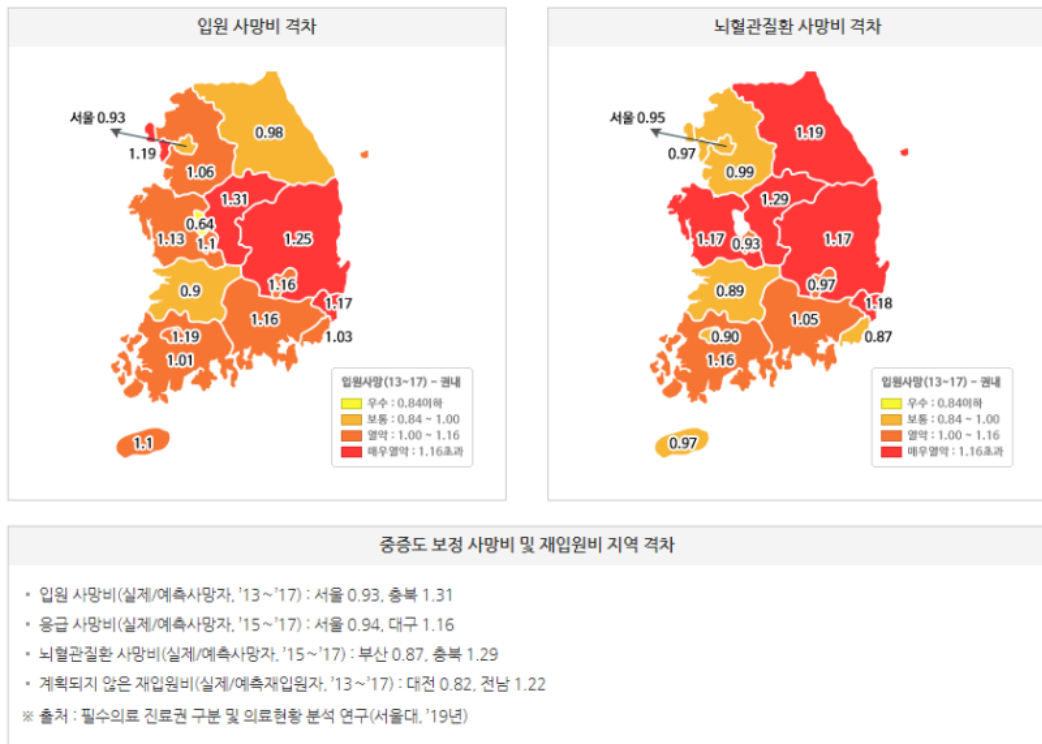 입원 사망비 격차
서울 0.93
1.19
0.98
1.06
1.31
0.64
1.13
1.1
1.25
0.9
1.16
1.17
1.16
1.03
1.19
1.01
1.1
입원사망(13~17) - 권내
우수 : 0.84이하
보통 : 0.84 ~ 1.00
열악 : 1.00 ~ 1.16
매우열악 : 1.16초과
뇌혈관질환 사망비 격차
서울 0.95
0.97
1.19
0.99
1.29
1.17
0.93
1.17
0.89
0.97
1.18
1.05
0.87
0.90
1.16
0.97
입원사망(13~17) - 권내
우수 : 0.84이하
보통 : 0.84 ~ 1.00
열악 : 1.00 ~ 1.16
매우열악 : 1.16초과
중증도 보정 사망비 및 재입원비 지역 격차
• 입원 사망비(실제/예측사망자, ’13~’17) : 서울 0.93, 충북 1.31
• 응급 사망비(실제/예측사망자, ’15~’17) : 서울 0.94, 대구 1.16
• 뇌혈관질환 사망비(실제/예측사망자, ’15~’17) : 부산 0.87, 충북 1.29
• 계획되지 않은 재입원비(실제/예측재입원자, ’13~’17) : 대전 0.82, 전남 1.22
※ 출처 : 필수의료 진료권 구분 및 의료현황 분석 연구(서울대, ’19년)